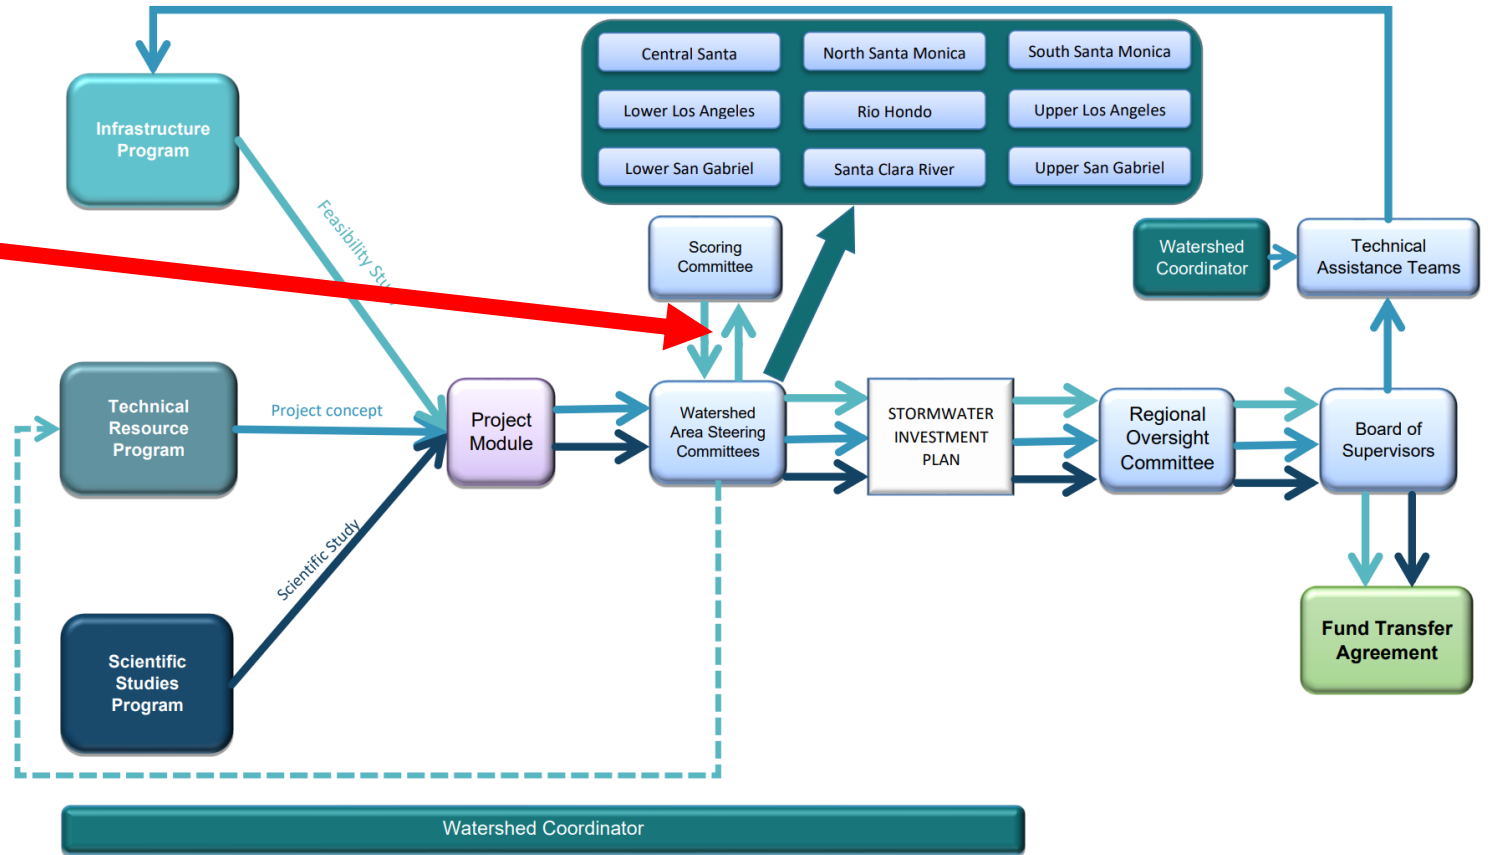 Central Santa
North Santa Monica
South Santa Monica
Lower Los Angeles
Rio Hondo
Upper Los Angeles
Lower San Gabriel
Santa Clara River
Upper San Gabriel
Infrastructure
Program
Feasibility Study
Scoring
Committee
Watershed
Coordinator
Technical
Assistance Teams
Technical
Resource
Program
Project concept
Project
Module
Watershed
Area Steering
Committees
STORMWATER
INVESTMENT
PLAN
Regional
Oversight
Committee
Board of
Supervisors
Scientific Study
Scientific
Studies
Program
Fund Transfer
Agreement
Watershed Coordinator